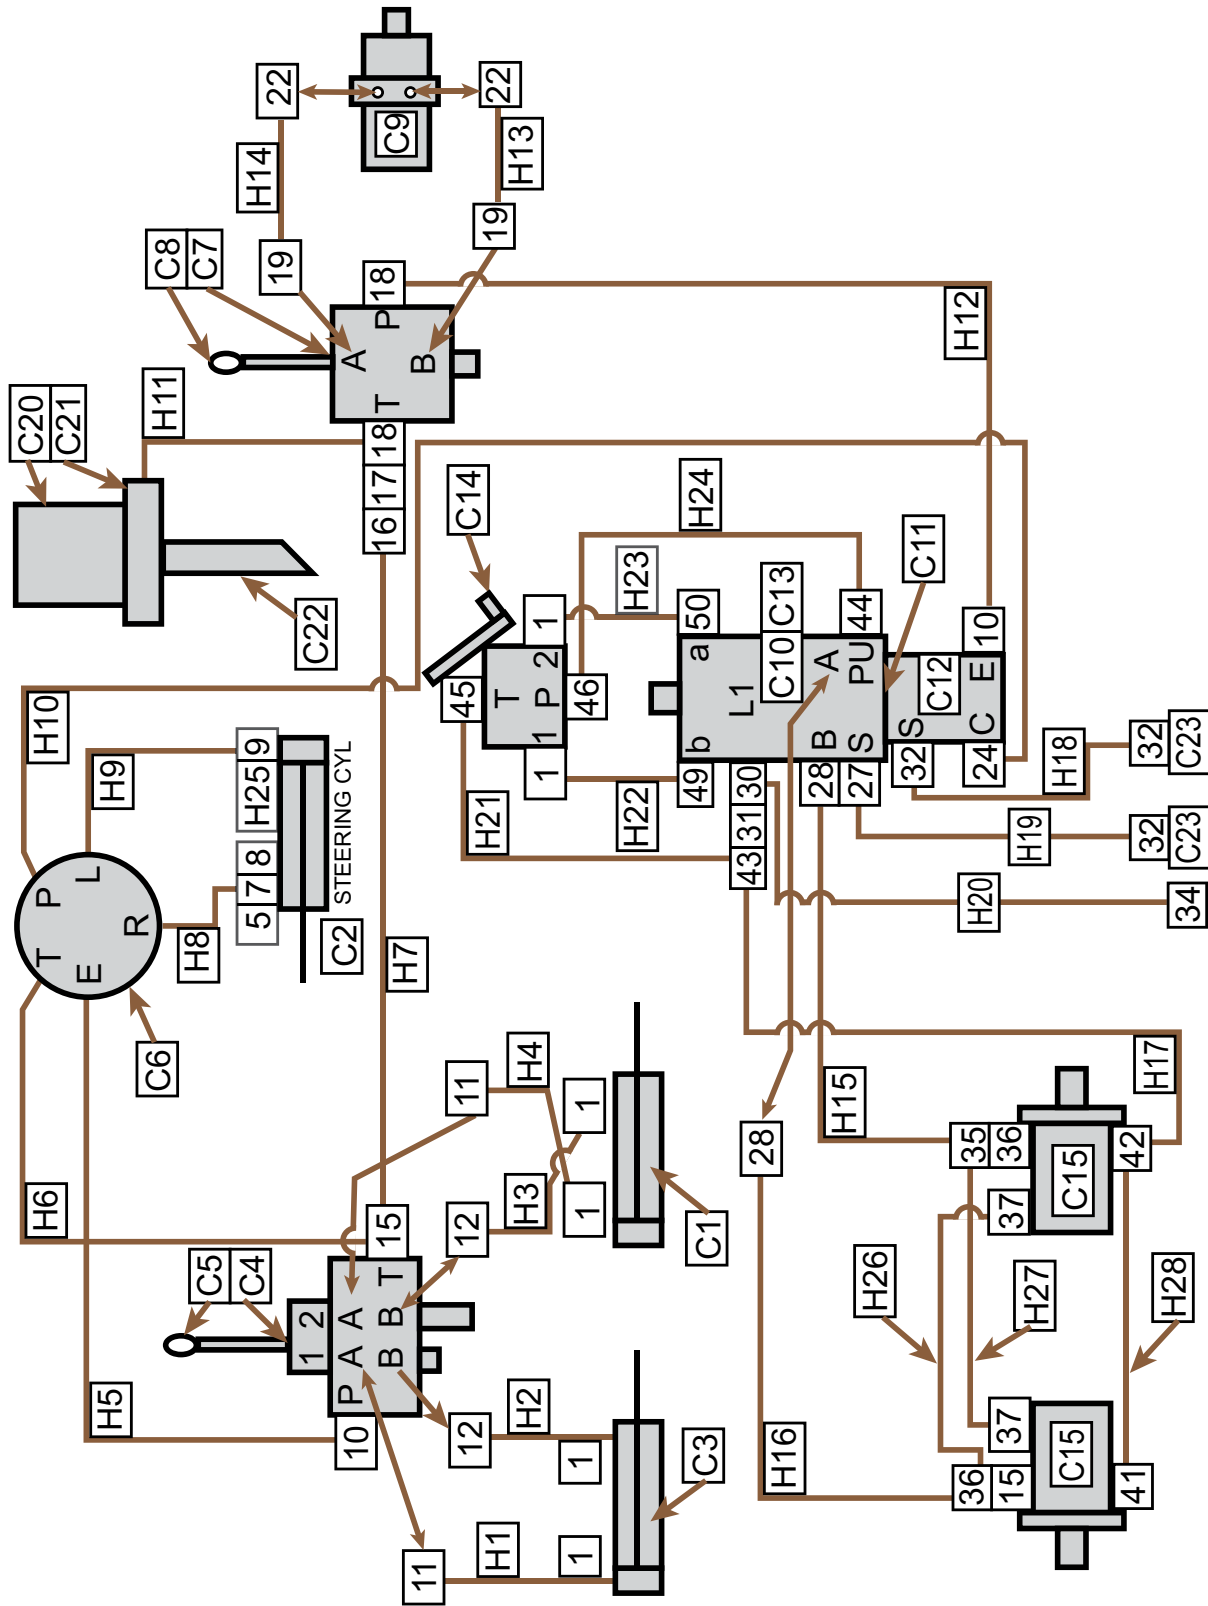 22
22
C9
H14
H13
C8
C7
19
19
18
P
A
B
T
H12
C20
C21
H11
18
17
16
C22
C14
H24
H23
C11
1
50
C13
44
10
45
T
P
2
1
46
1
a
L1
b
C10
A
PU
B
S
C12
E
S
C
H10
H9
9
H25
8
7
5
STEERING CYL
C2
H21
H22
49
30
31
43
28
27
32
24
H18
32
C23
H19
32
C23
H20
34
P
L
T
E
R
H8
C6
H7
11
H4
H6
15
12
H3
1
1
C1
28
H15
35
36
37
C15
42
H17
C5
C4
2
1
T
A
B
A
B
P
H5
10
12
H2
1
C3
11
H1
1
H16
H26
H27
H28
37
36
15
C15
41